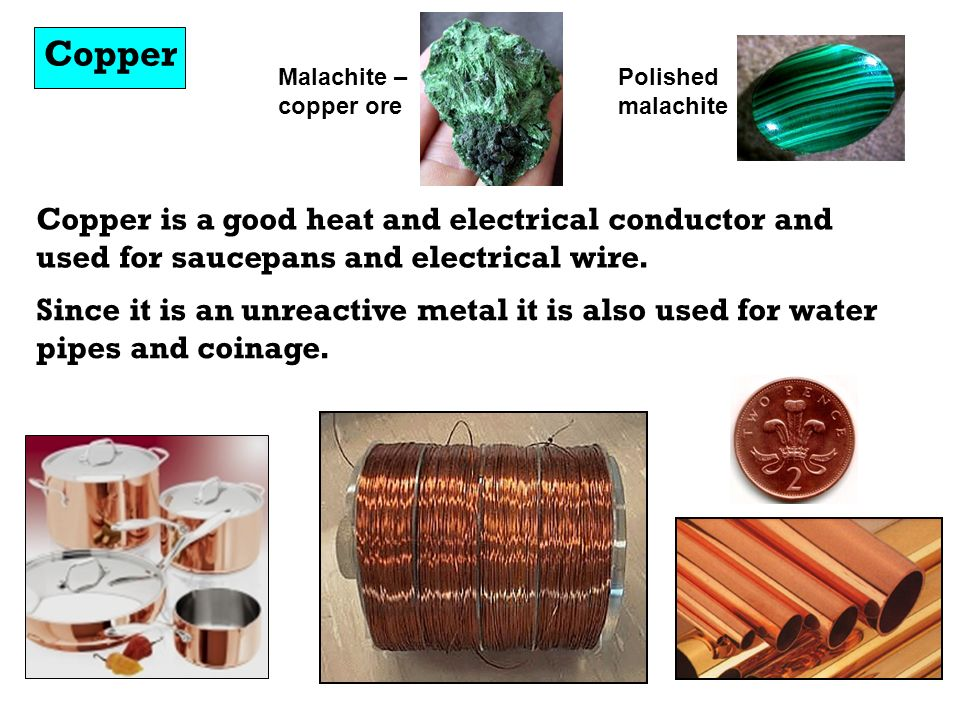 Copper
Malachite –
copper ore
Polished
malachite
Copper is a good heat and electrical conductor and
used for saucepans and electrical wire.
Since it is an unreactive metal it is also used for water
pipes and coinage.
TWO PENCE
2